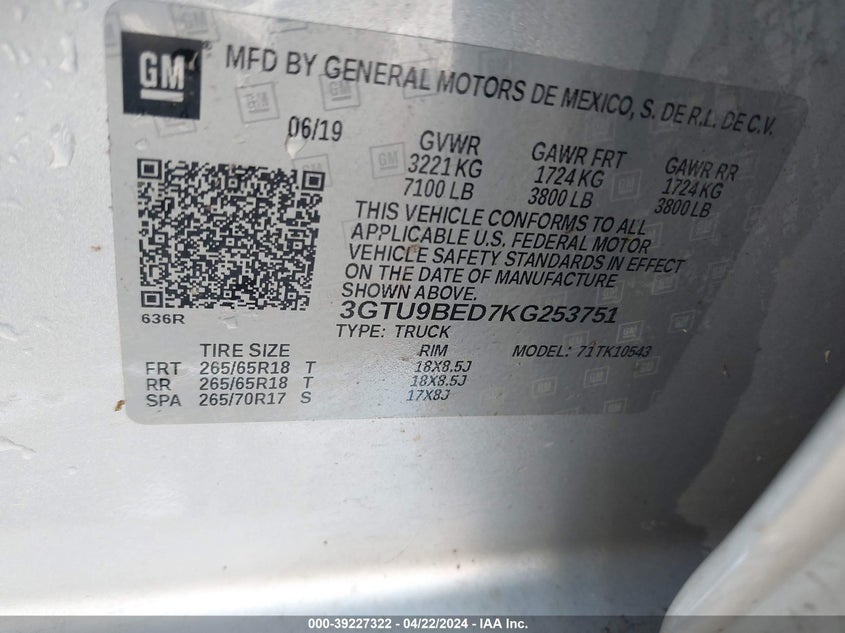 GM
MFD BY GENERAL MOTORS DE MEXICO, S. DE R.L. DE C.V.
06/19
GVWR GAWR FRT GAWR RR
3221 KG 1724 KG 1724 KG
7100 LB 3800 LB 3800 LB
THIS VEHICLE CONFORMS TO ALL
APPLICABLE U.S. FEDERAL MOTOR
VEHICLE SAFETY STANDARDS IN EFFECT
ON THE DATE OF MANUFACTURE
SHOWN ABOVE.
636R
3GTU9BED7KG253751
TYPE: TRUCK MODEL: 71TK10543
TIRE SIZE RIM
FRT 265/65R18 T 18X8.5J
RR 265/65R18 T 18X8.5J
SPA 265/70R17 S 17X8J
000-39227322 - 04/22/2024 - IAA Inc.